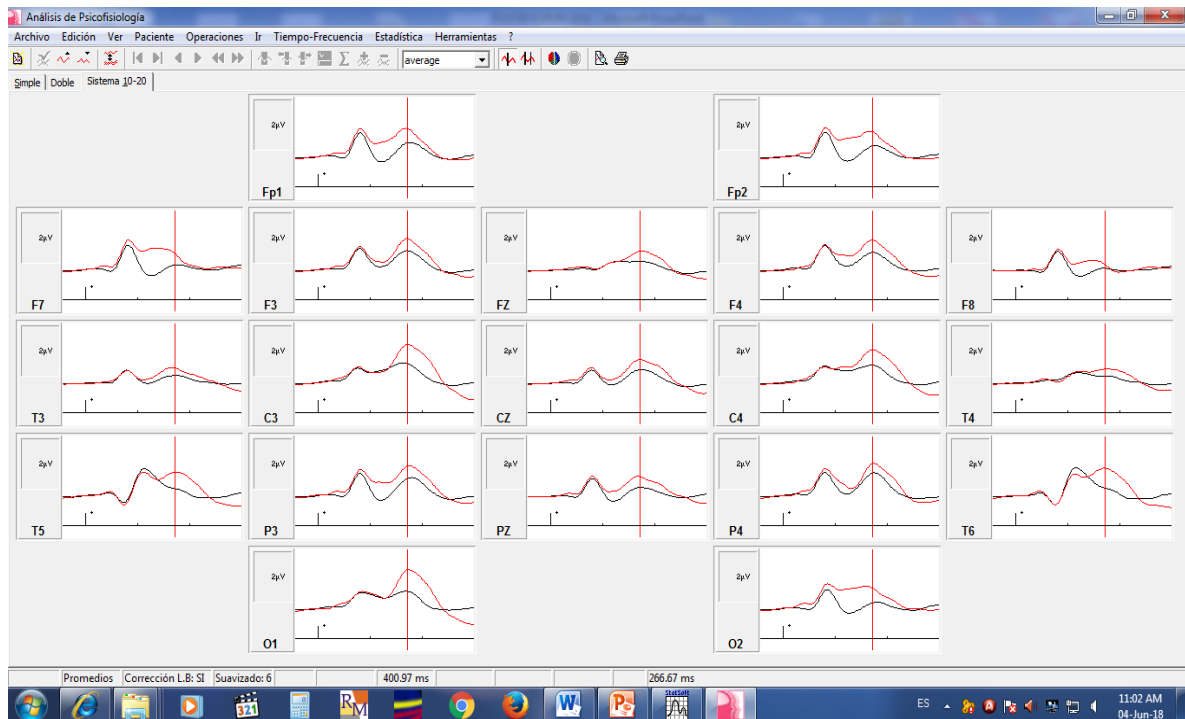 Análisis de Psicofisiología
Archivo Edición Ver Paciente Operaciones Ir Tiempo-Frecuencia Estadística Herramientas ?
average
Simple Doble Sistema 10-20
2µV Fp1
2µV Fp2
2µV F7
2µV F3
2µV FZ
2µV F4
2µV F8
2µV T3
2µV C3
2µV CZ
2µV C4
2µV T4
2µV T5
2µV P3
2µV PZ
2µV P4
2µV T6
2µV O1
2µV O2
Promedios Corrección L.B: SI Suavizado: 6 400.97 ms 266.67 ms
321 RM W P StatSoft ES 11:02 AM
04-Jun-18